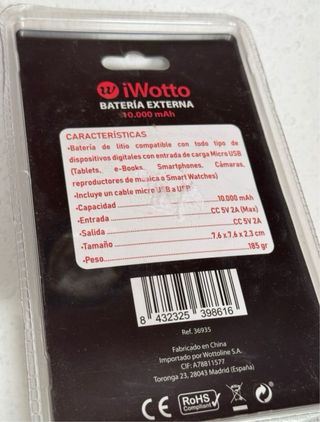 iWotto
BATERÍA EXTERNA
10.000 mAh
CARACTERÍSTICAS
•Batería de litio compatible con todo tipo de
dispositivos digitales con entrada de carga Micro USB
(Tablets, e-Books, Smartphones, Cámaras,
reproductores de música o Smart Watches)
•Incluye un cable micro USB a USB
•Capacidad 10.000 mAh
•Entrada CC 5V 2A (Max)
•Salida CC 5V 2A
•Tamaño 7,6 x 7,6 x 2,3 cm
•Peso 185 gr
8 432325 398616
Ref. 36935
Fabricado en China
Importado por Wottoline S.A.
CIF: A78811577
Toronga 23, 28043 Madrid (España)
CE RoHS
Compliant